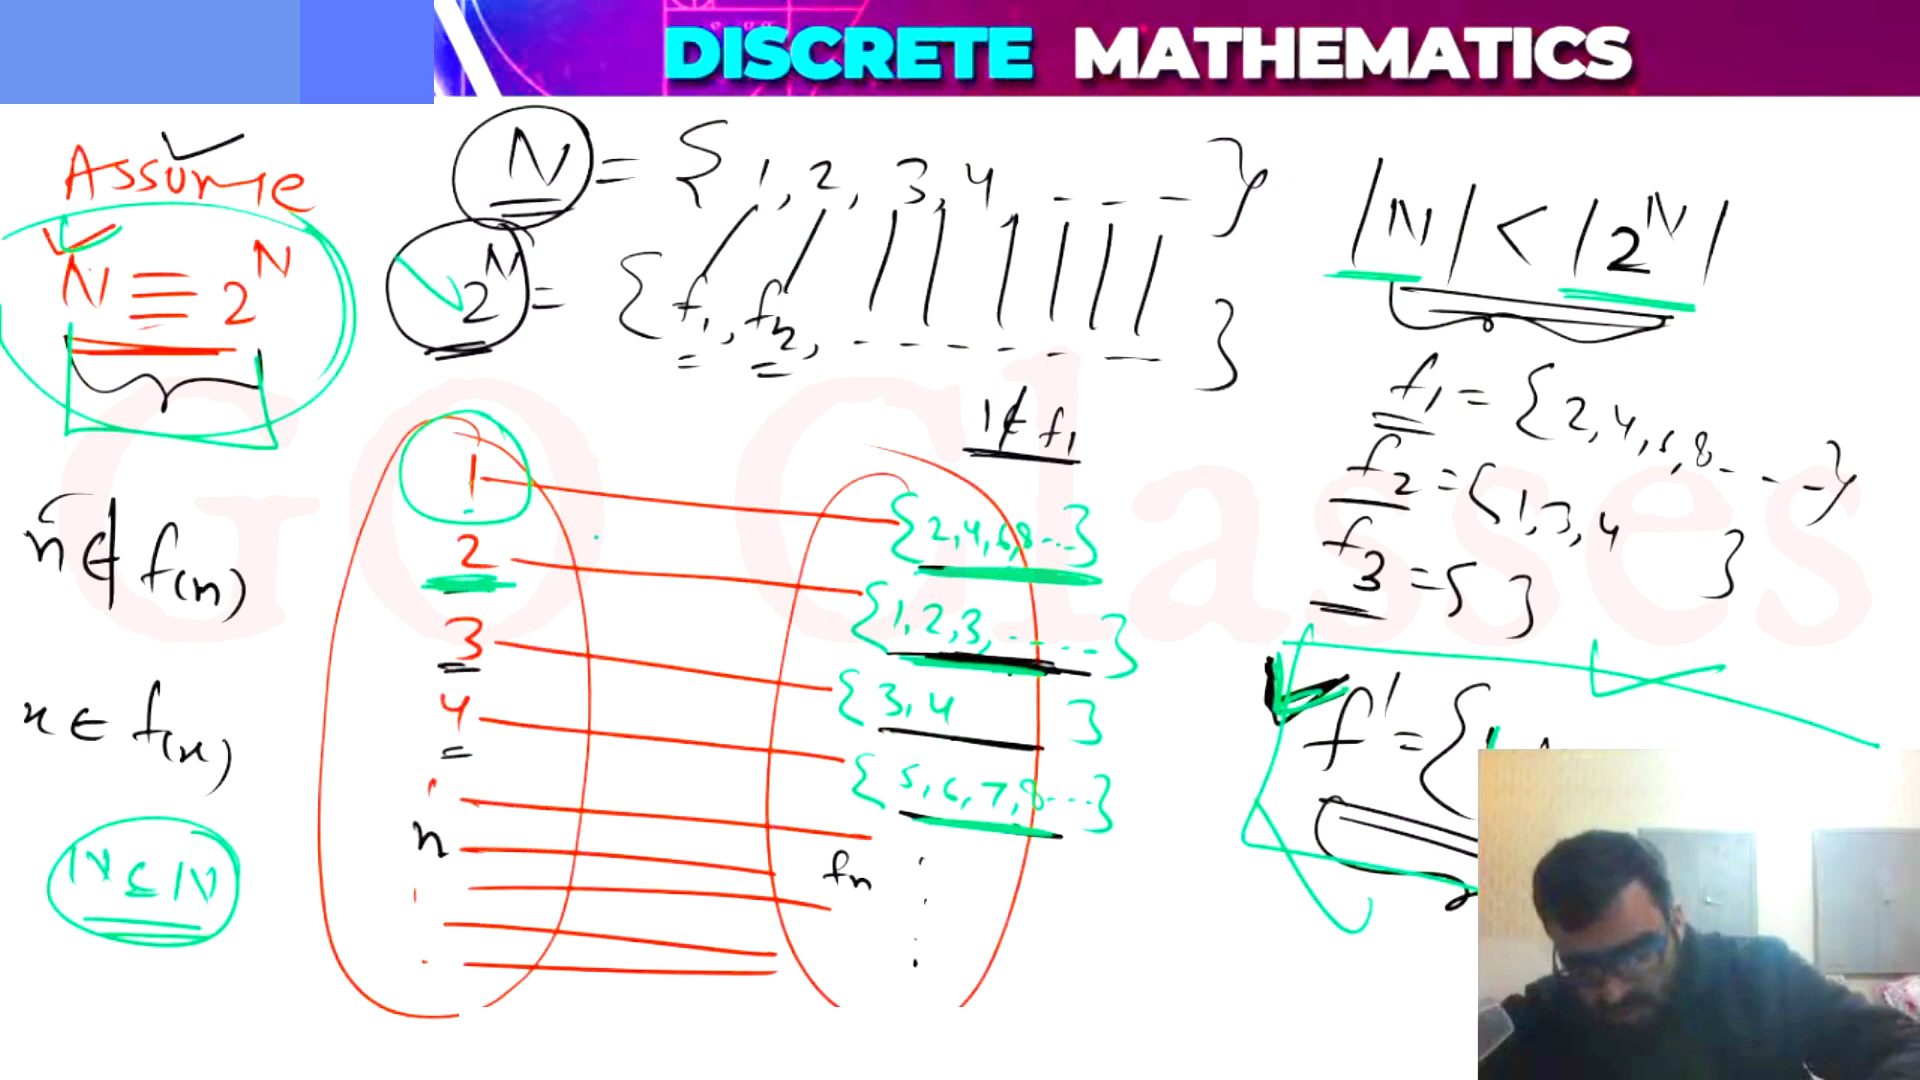 DISCRETE MATHEMATICS
Assume
N ≡ 2^N
N = { 1, 2, 3, 4 - - - }
2^N = { f₁, f₂, - - - - - - - }
|N| < |2^N|
1 ∉ f₁
f₁ = { 2, 4, 6, 8 - - - }
f₂ = { 1, 3, 4 }
f₃ = { }
f' = {
n ∉ f(n)
x ∈ f(x)
1 {2, 4, 6, 8 ...}
2 {1, 2, 3, .....}
3 {3, 4 }
4 {5, 6, 7, 8 ...}
n fn
GO Classes